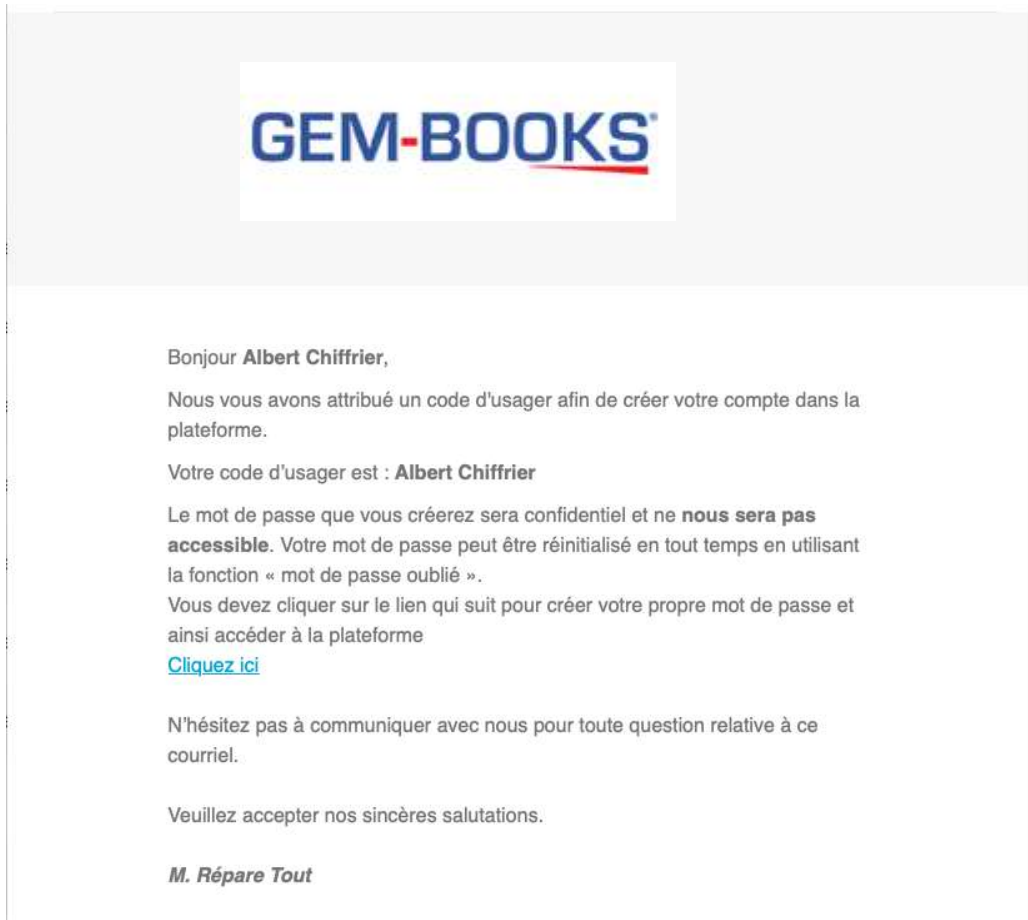 GEM-BOOKS
Bonjour Albert Chiffrier,
Nous vous avons attribué un code d'usager afin de créer votre compte dans la
plateforme.
Votre code d'usager est : Albert Chiffrier
Le mot de passe que vous créerez sera confidentiel et ne nous sera pas
accessible. Votre mot de passe peut être réinitialisé en tout temps en utilisant
la fonction « mot de passe oublié ».
Vous devez cliquer sur le lien qui suit pour créer votre propre mot de passe et
ainsi accéder à la plateforme
Cliquez ici
N'hésitez pas à communiquer avec nous pour toute question relative à ce
courriel.
Veuillez accepter nos sincères salutations.
M. Répare Tout